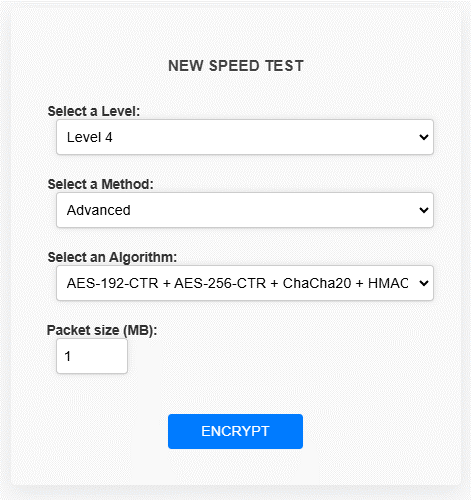 NEW SPEED TEST
Select a Level:
Level 4
Select a Method:
Advanced
Select an Algorithm:
AES-192-CTR + AES-256-CTR + ChaCha20 + HMAC
Packet size (MB):
1
ENCRYPT